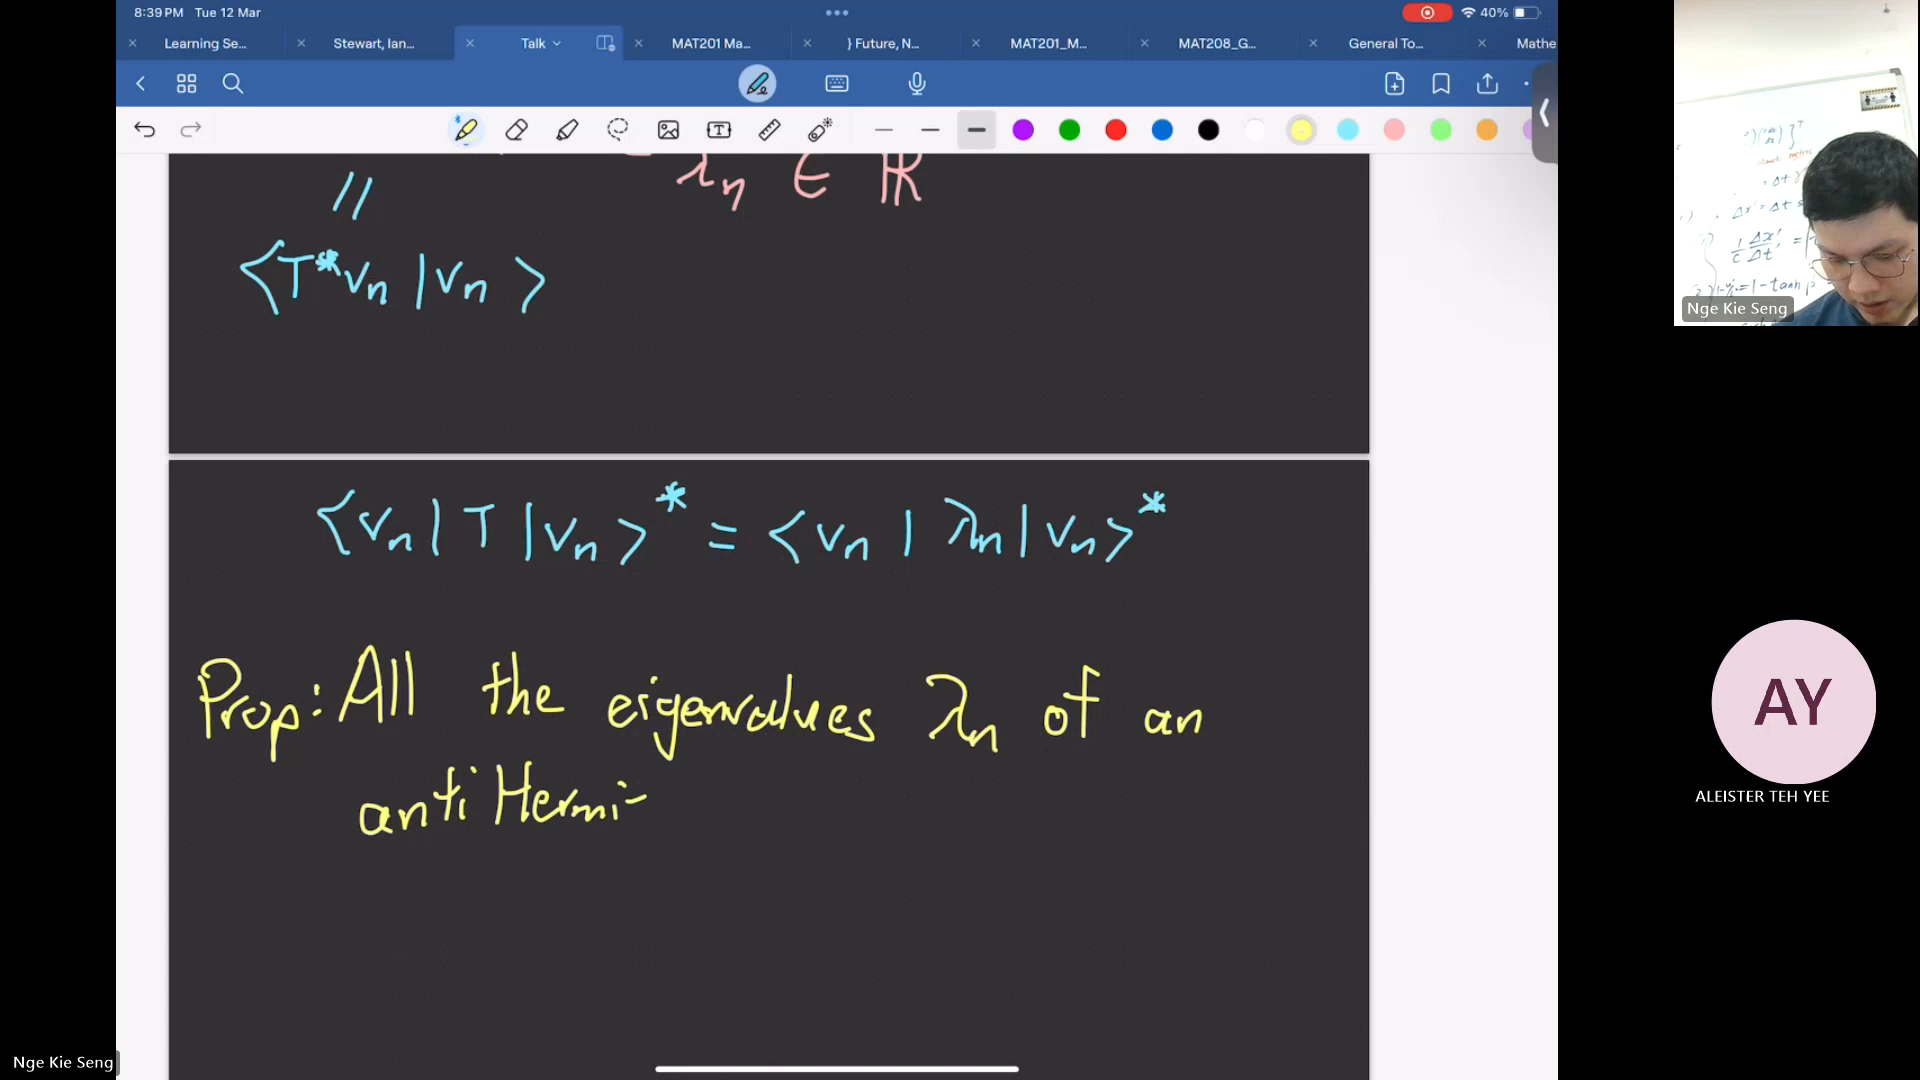 8:39 PM Tue 12 Mar
40%
Learning Se...
Stewart, Ian...
Talk
MAT201 Ma...
} Future, N...
MAT201_M...
MAT208_G...
General To...
Mathe
λn ∈ ℝ
//
<T*vn|vn>
<vn|T|vn>* = <vn|λn|vn>*
Prop: All the eigenvalues λn of an
anti Hermi-
Nge Kie Seng
AY
ALEISTER TEH YEE
Nge Kie Seng